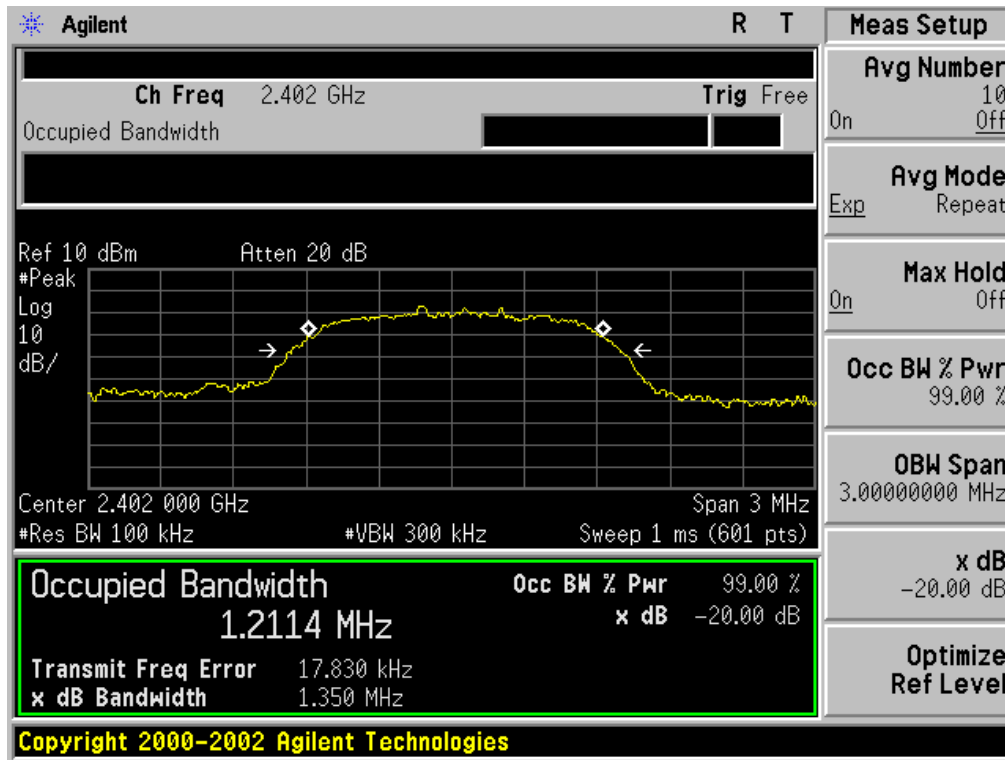 Agilent R T
Ch Freq 2.402 GHz Trig Free
Occupied Bandwidth
Ref 10 dBm Atten 20 dB
#Peak
Log
10
dB/
Center 2.402 000 GHz Span 3 MHz
#Res BW 100 kHz #VBW 300 kHz Sweep 1 ms (601 pts)
Occupied Bandwidth
1.2114 MHz
Occ BW % Pwr 99.00 %
x dB -20.00 dB
Transmit Freq Error 17.830 kHz
x dB Bandwidth 1.350 MHz
Copyright 2000-2002 Agilent Technologies
Meas Setup
Avg Number
10
On Off
Avg Mode
Exp Repeat
Max Hold
On Off
Occ BW % Pwr
99.00 %
OBW Span
3.00000000 MHz
x dB
-20.00 dB
Optimize
Ref Level